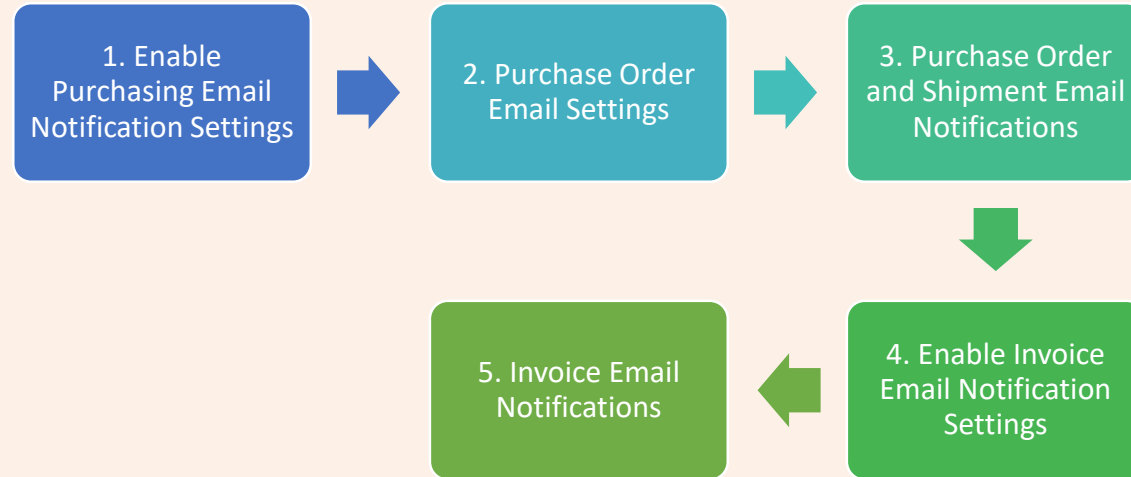 1. Enable
Purchasing Email
Notification Settings
2. Purchase Order
Email Settings
3. Purchase Order
and Shipment Email
Notifications
4. Enable Invoice
Email Notification
Settings
5. Invoice Email
Notifications